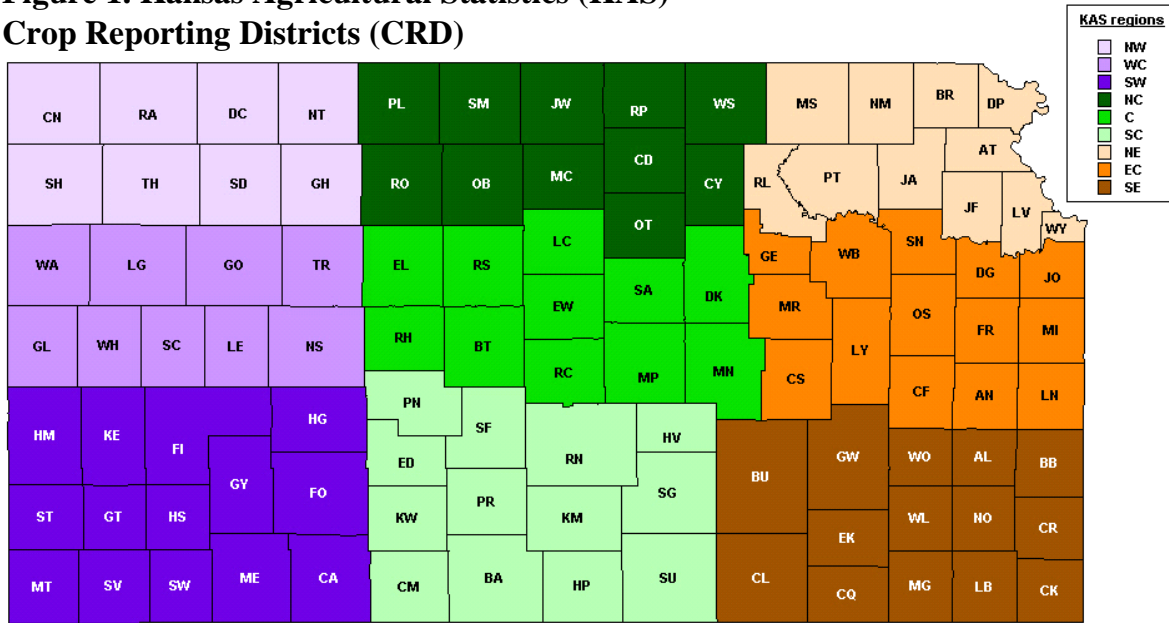 Figure 1. Kansas Agricultural Statistics (KAS)
Crop Reporting Districts (CRD)
KAS regions
NW
WC
SW
NC
C
SC
NE
EC
SE
CN RA DC NT PL SM JW RP WS MS NM BR DP
SH TH SD GH RO OB MC CD CY RL PT JA AT
OT JF LV WY
WA LG GO TR EL RS LC SA DK GE WB SN DG JO
GL WH SC LE NS RH BT EW MR OS FR MI
RC MP MN CS LY CF AN LN
HM KE FI HG PN SF RN HV
GY FO ED SG BU GW WO AL BB
ST GT HS KW PR KM EK WL NO CR
MT SV SW ME CA CM BA HP SU CL CQ MG LB CK